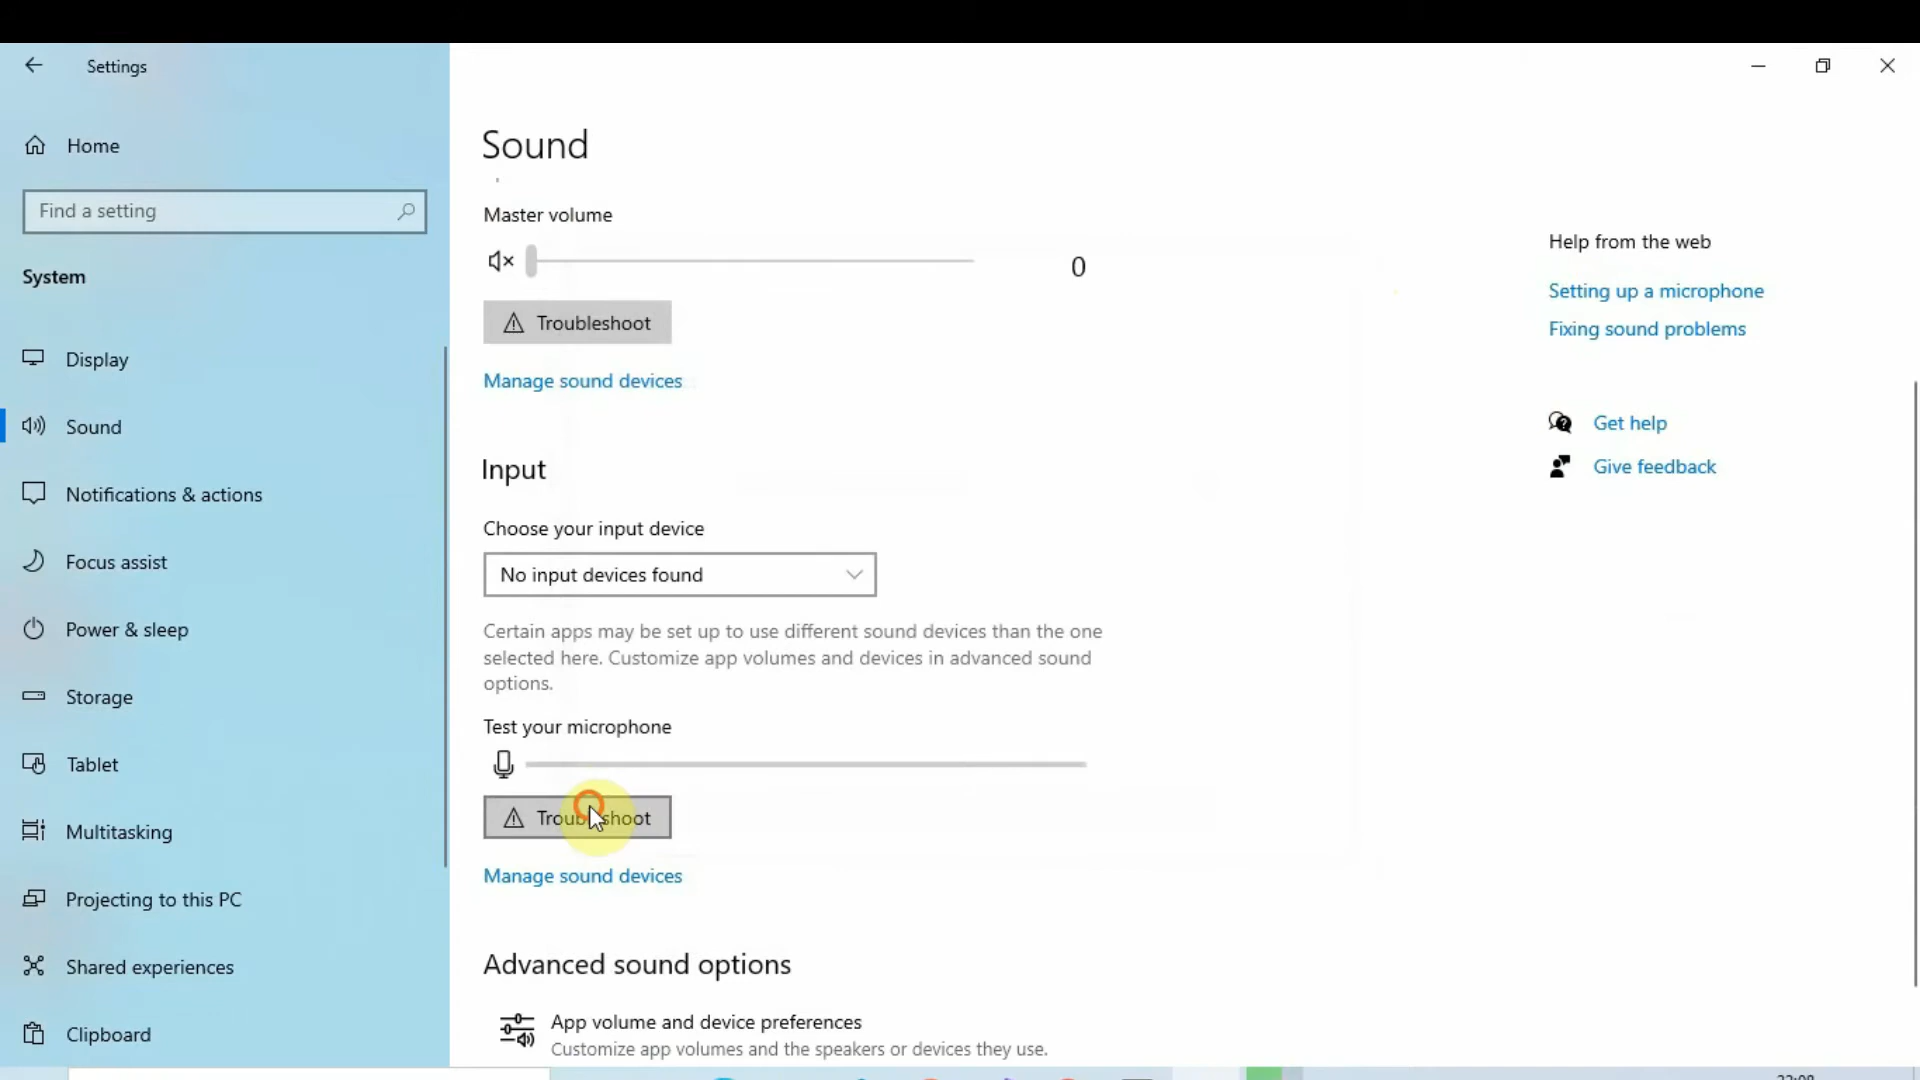 Settings
Home
Find a setting
System
Display
Sound
Notifications & actions
Focus assist
Power & sleep
Storage
Tablet
Multitasking
Projecting to this PC
Shared experiences
Clipboard
Sound
Master volume
0
Troubleshoot
Manage sound devices
Input
Choose your input device
No input devices found
Certain apps may be set up to use different sound devices than the one
selected here. Customize app volumes and devices in advanced sound
options.
Test your microphone
Troubleshoot
Manage sound devices
Advanced sound options
App volume and device preferences
Customize app volumes and the speakers or devices they use.
Help from the web
Setting up a microphone
Fixing sound problems
Get help
Give feedback